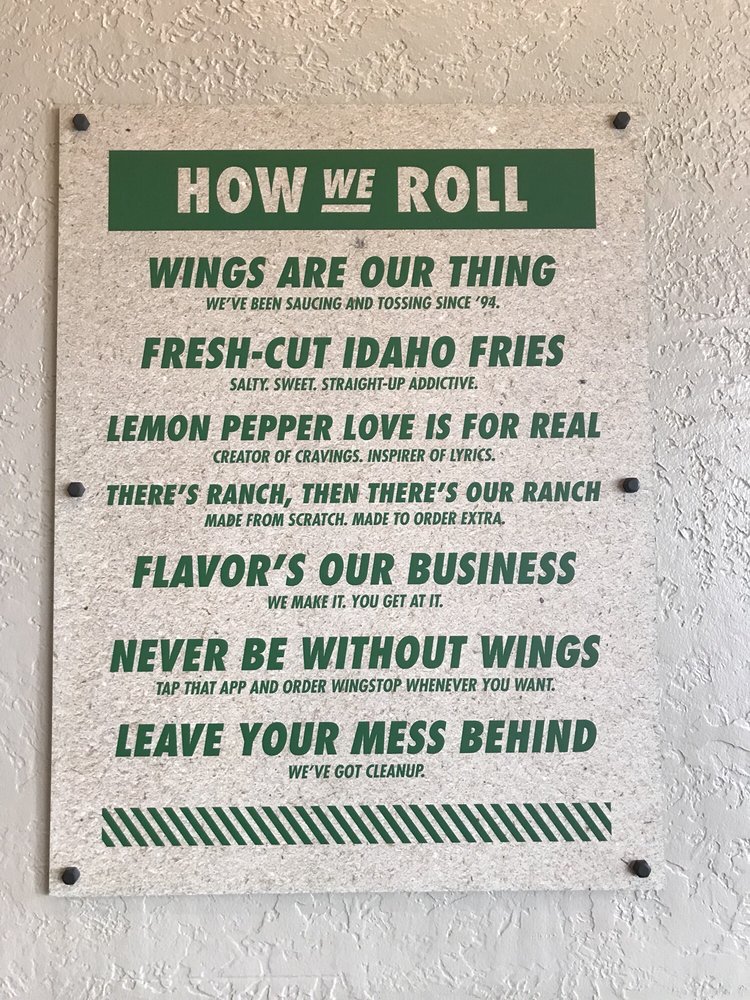 HOW WE ROLL
WINGS ARE OUR THING
WE'VE BEEN SAUCING AND TOSSING SINCE '94.
FRESH-CUT IDAHO FRIES
SALTY. SWEET. STRAIGHT-UP ADDICTIVE.
LEMON PEPPER LOVE IS FOR REAL
CREATOR OF CRAVINGS. INSPIRER OF LYRICS.
THERE'S RANCH, THEN THERE'S OUR RANCH
MADE FROM SCRATCH. MADE TO ORDER EXTRA.
FLAVOR'S OUR BUSINESS
WE MAKE IT. YOU GET AT IT.
NEVER BE WITHOUT WINGS
TAP THAT APP AND ORDER WINGSTOP WHENEVER YOU WANT.
LEAVE YOUR MESS BEHIND
WE'VE GOT CLEANUP.